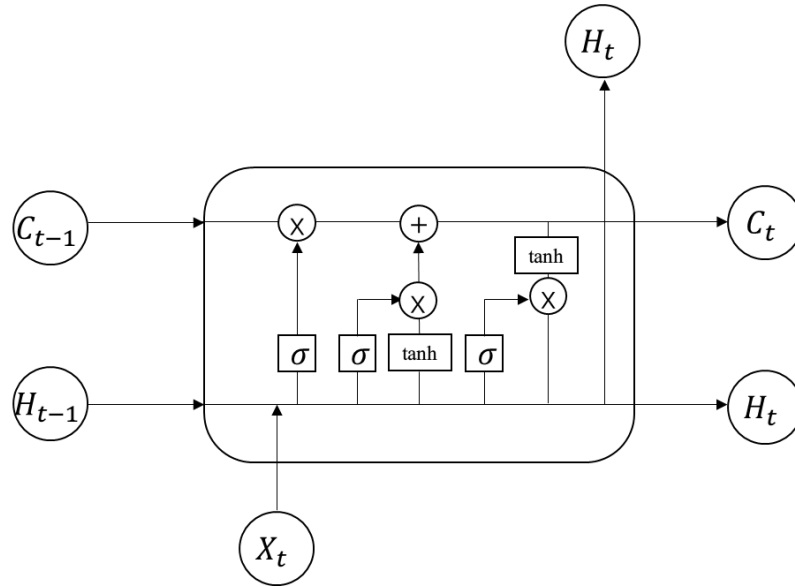 H_t
C_{t-1}
X
+
C_t
tanh
X
X
σ
σ
tanh
σ
H_{t-1}
H_t
X_t